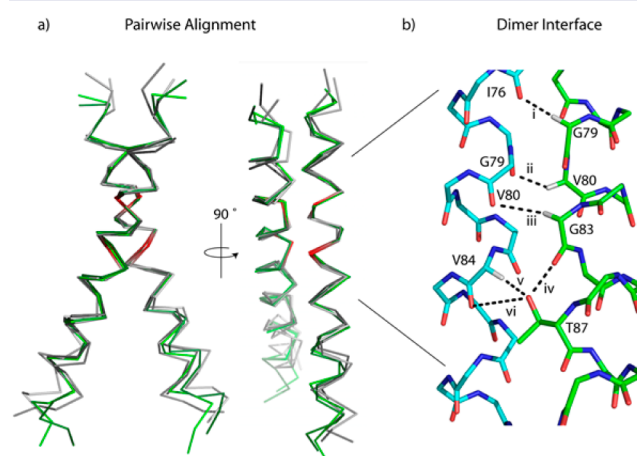 a) Pairwise Alignment
b) Dimer Interface
I76
i
G79
G79
ii
V80
V80
iii
G83
V84
v
iv
vi
T87
90 °